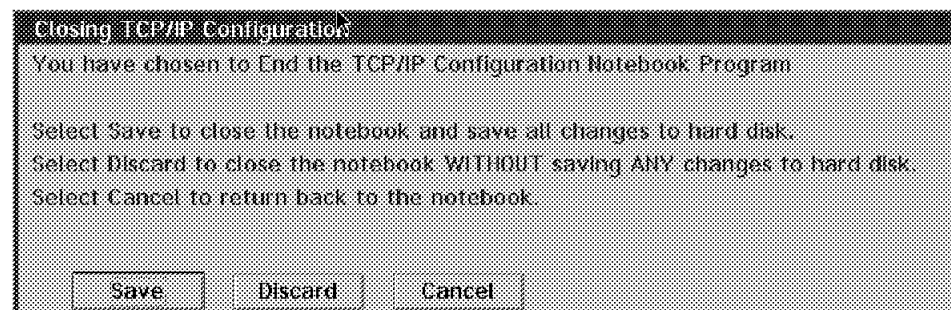 Closing TCP/IP Configuration
You have chosen to End the TCP/IP Configuration Notebook Program
Select Save to close the notebook and save all changes to hard disk.
Select Discard to close the notebook WITHOUT saving ANY changes to hard disk.
Select Cancel to return back to the notebook.
Save Discard Cancel